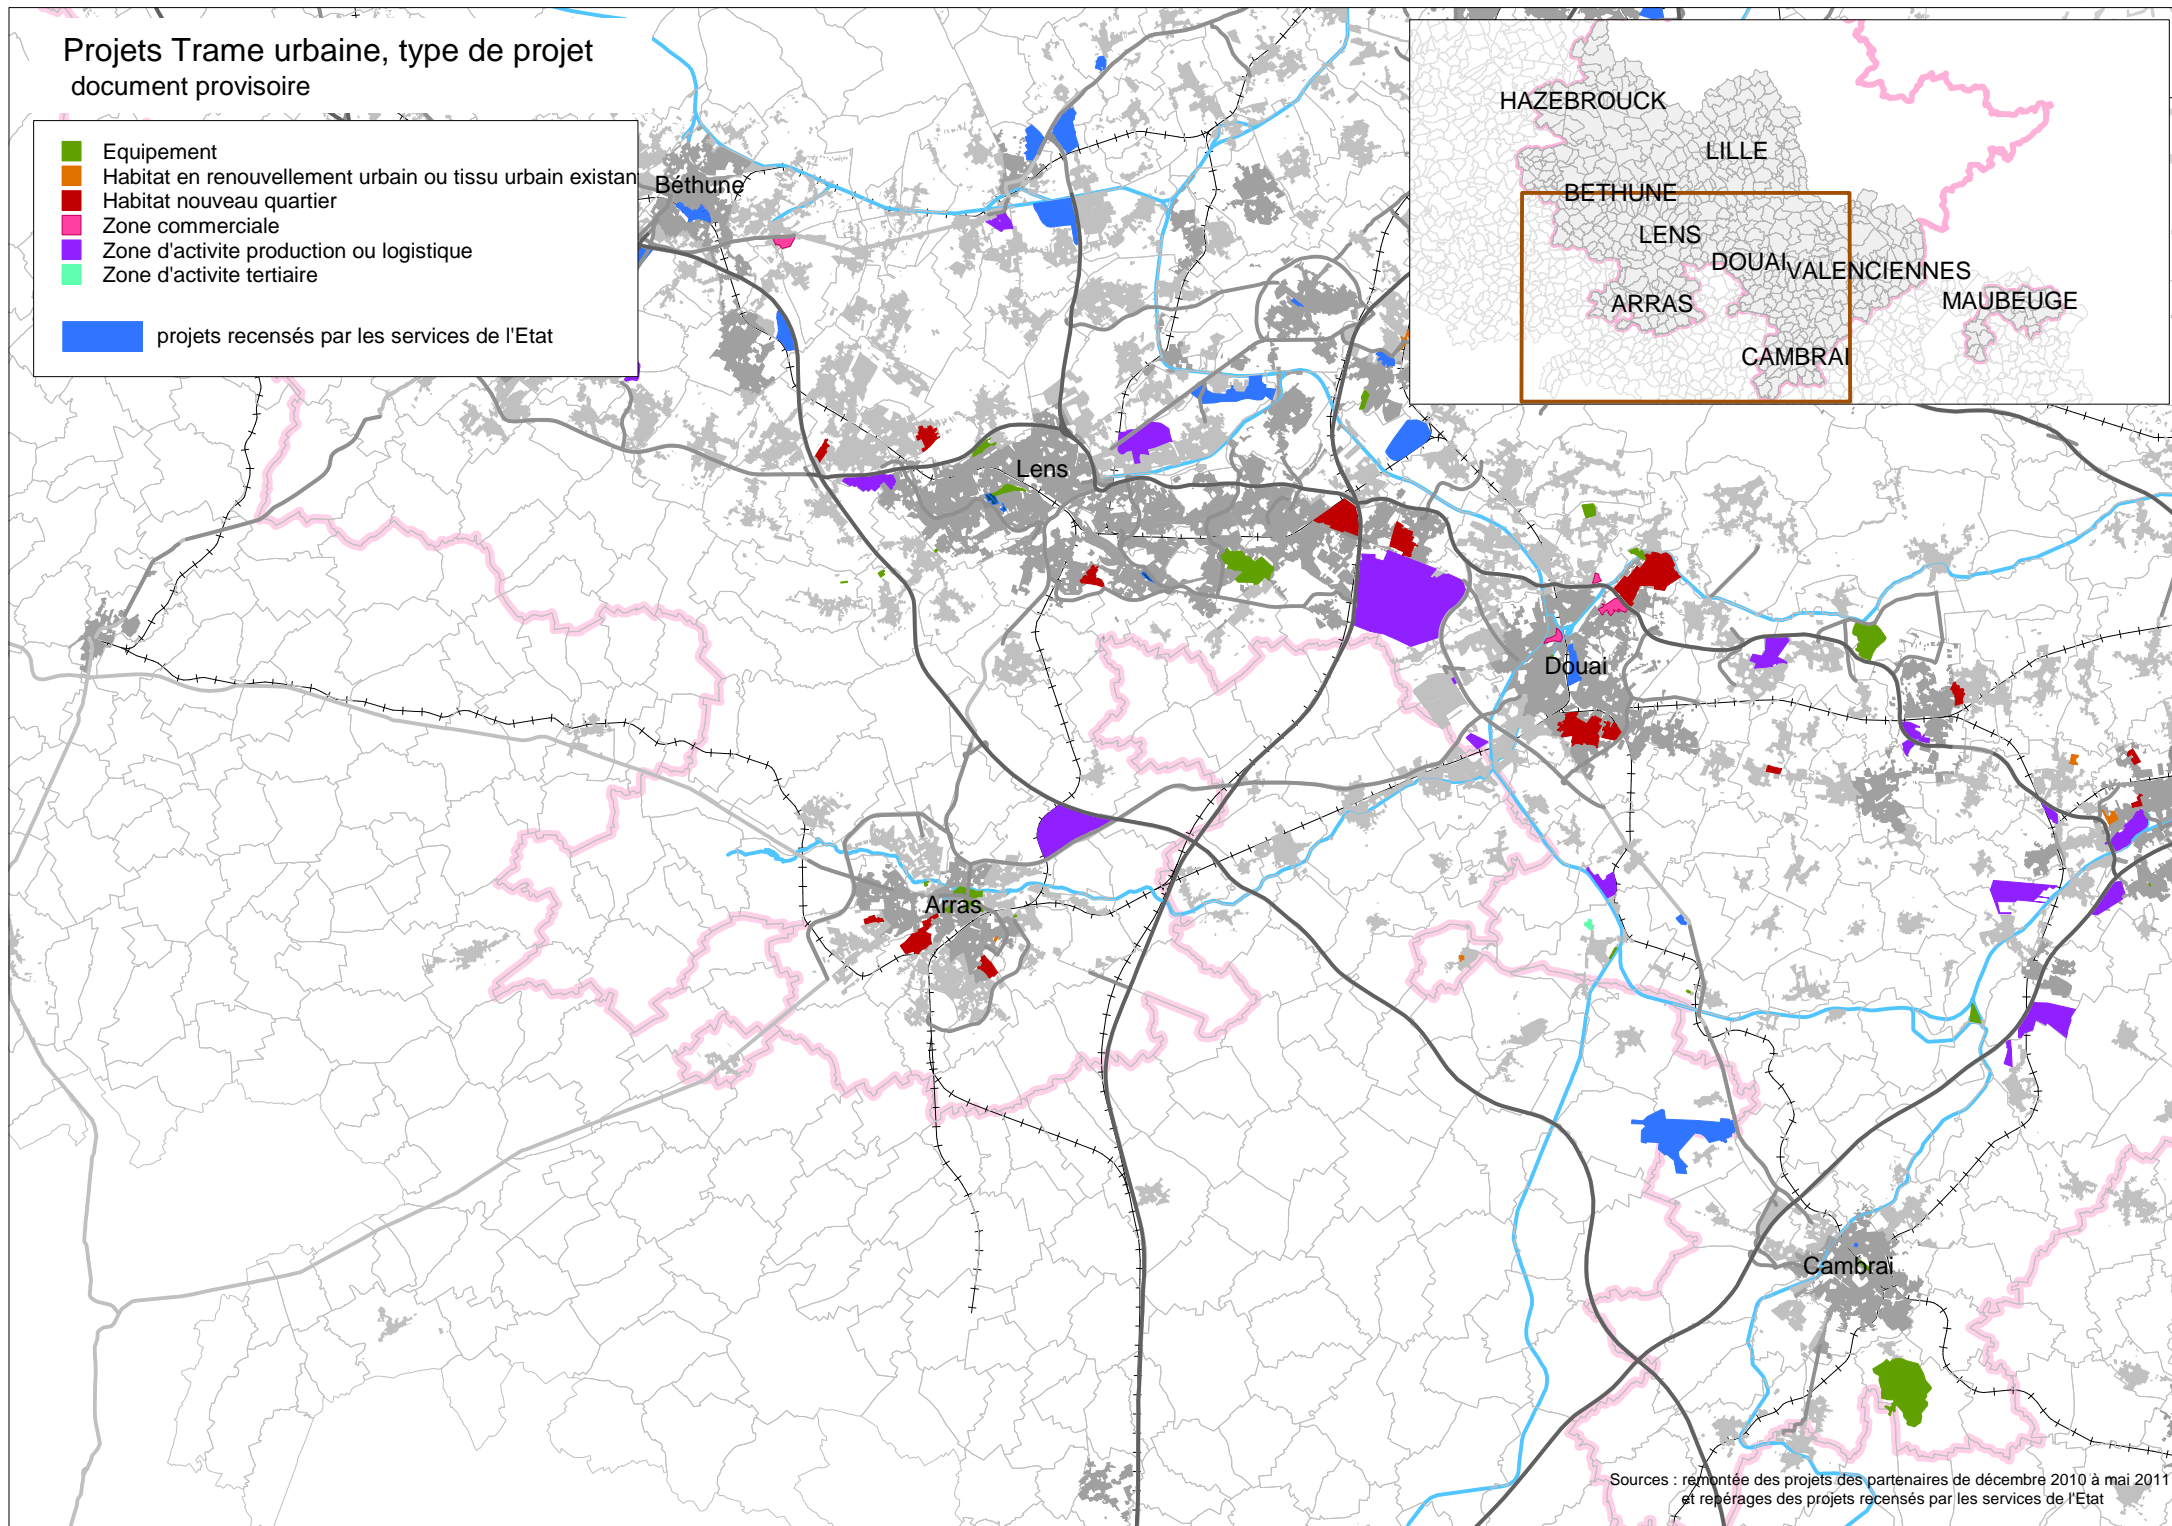 Projets Trame urbaine, type de projet
document provisoire
Equipement
Habitat en renouvellement urbain ou tissu urbain existan
Habitat nouveau quartier
Zone commerciale
Zone d'activite production ou logistique
Zone d'activite tertiaire
projets recensés par les services de l'Etat
HAZEBROUCK
LILLE
BETHUNE
LENS
DOUAI
VALENCIENNES
ARRAS
MAUBEUGE
CAMBRAI
Béthune
Lens
Douai
Arras
Cambrai
Sources : remontée des projets des partenaires de décembre 2010 à mai 2011
et repérages des projets recensés par les services de l'Etat